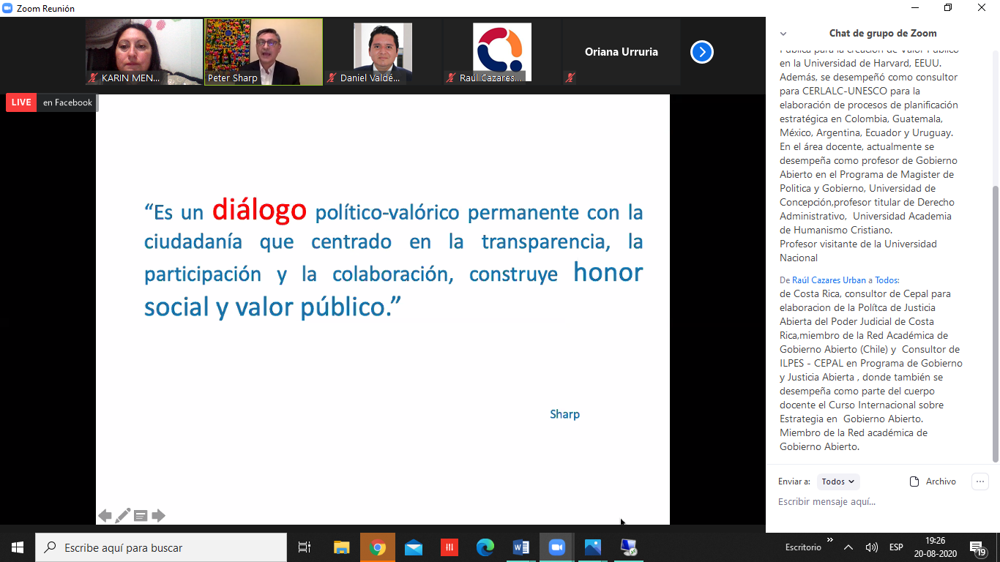 Zoom Reunión
KARIN MEN...
Peter Sharp
Daniel Valdé...
Raúl Cazares...
Oriana Urruria
LIVE en Facebook
“Es un diálogo político-valórico permanente con la
ciudadanía que centrado en la transparencia, la
participación y la colaboración, construye honor
social y valor público.”
Sharp
Chat de grupo de Zoom
Pública para la creación de Valor Público
en la Universidad de Harvard, EEUU.
Además, se desempeñó como consultor
para CERLALC-UNESCO para la
elaboración de procesos de planificación
estratégica en Colombia, Guatemala,
México, Argentina, Ecuador y Uruguay.
En el área docente, actualmente se
desempeña como profesor de Gobierno
Abierto en el Programa de Magister de
Politica y Gobierno, Universidad de
Concepción,profesor titular de Derecho
Administrativo, Universidad Academia
de Humanismo Cristiano.
Profesor visitante de la Universidad
Nacional
De Raúl Cazares Urban a Todos:
de Costa Rica, consultor de Cepal para
elaboracion de la Polítca de Justicia
Abierta del Poder Judicial de Costa
Rica,miembro de la Red Académica de
Gobierno Abierto (Chile) y Consultor de
ILPES - CEPAL en Programa de Gobierno
y Justicia Abierta , donde también se
desempeña como parte del cuerpo
docente el Curso Internacional sobre
Estrategia en Gobierno Abierto.
Miembro de la Red académica de
Gobierno Abierto.
Enviar a: Todos Archivo
Escribir mensaje aquí...
Escribe aquí para buscar
Escritorio
ESP
19:26
20-08-2020
19